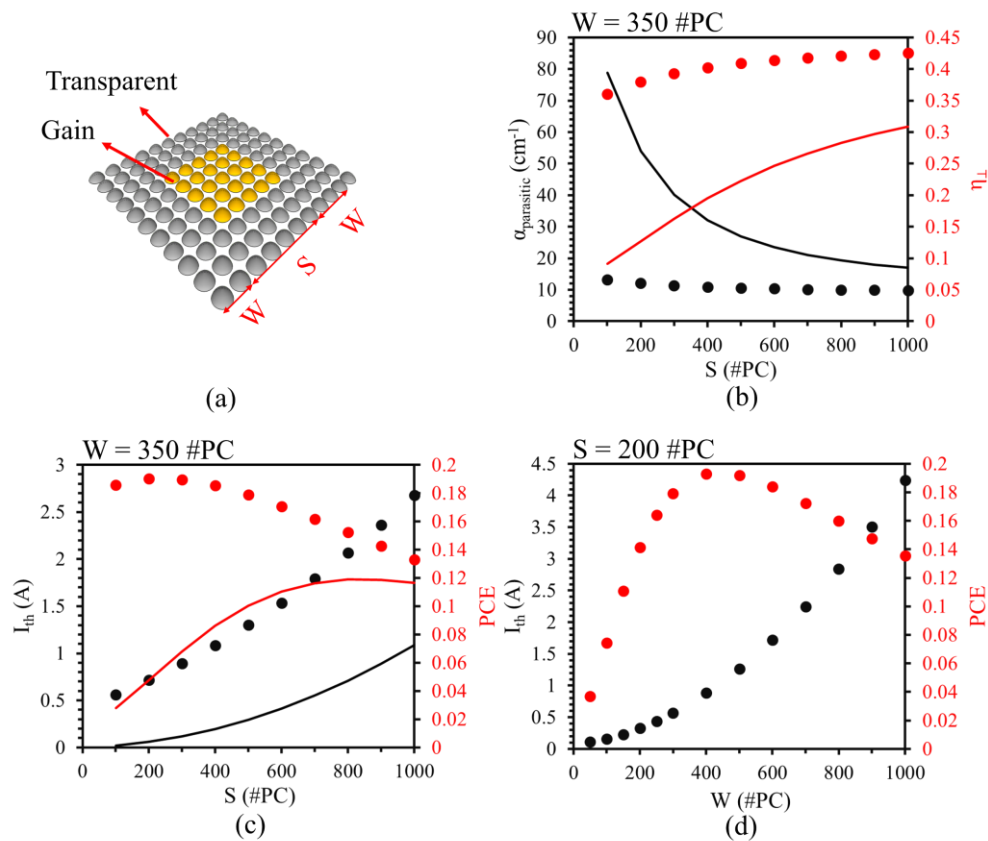 Transparent
Gain
W
S
W
(a)
W = 350 #PC
90
80
70
60
50
40
30
20
10
0
α_parasitic (cm⁻¹)
0.45
0.4
0.35
0.3
0.25
0.2
0.15
0.1
0.05
0
η⊥
0 200 400 600 800 1000
S (#PC)
(b)
W = 350 #PC
3
2.5
2
1.5
1
0.5
0
I_th (A)
0.2
0.18
0.16
0.14
0.12
0.1
0.08
0.06
0.04
0.02
0
PCE
0 200 400 600 800 1000
S (#PC)
(c)
S = 200 #PC
4.5
4
3.5
3
2.5
2
1.5
1
0.5
0
I_th (A)
0.2
0.18
0.16
0.14
0.12
0.1
0.08
0.06
0.04
0.02
0
PCE
0 200 400 600 800 1000
W (#PC)
(d)